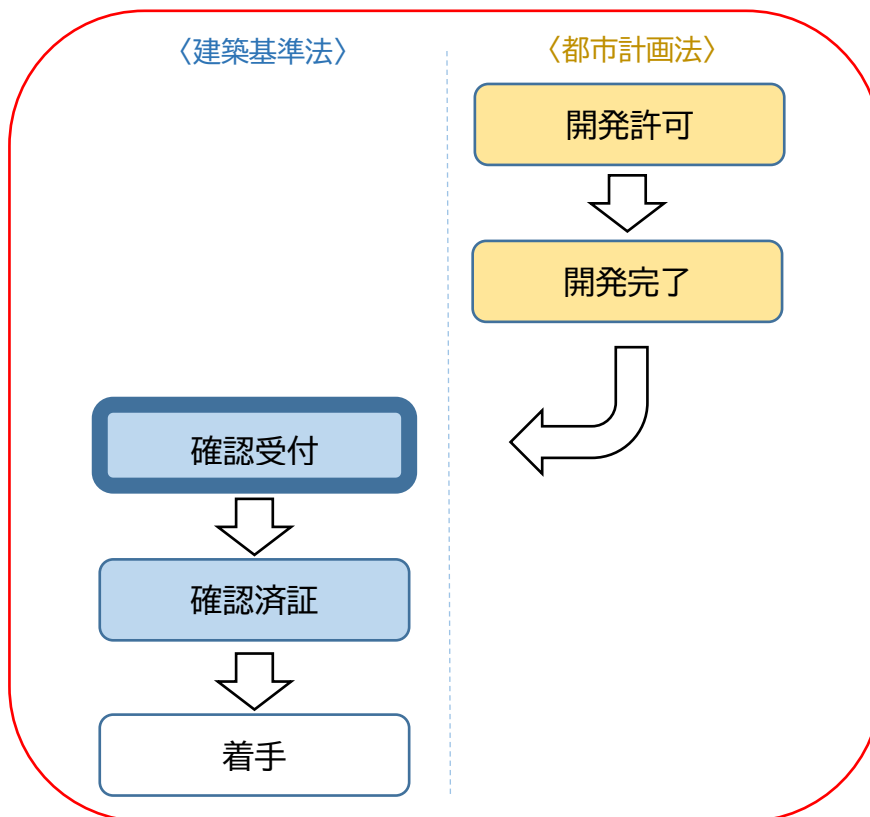 〈建築基準法〉
〈都市計画法〉
開発許可
開発完了
確認受付
確認済証
着手